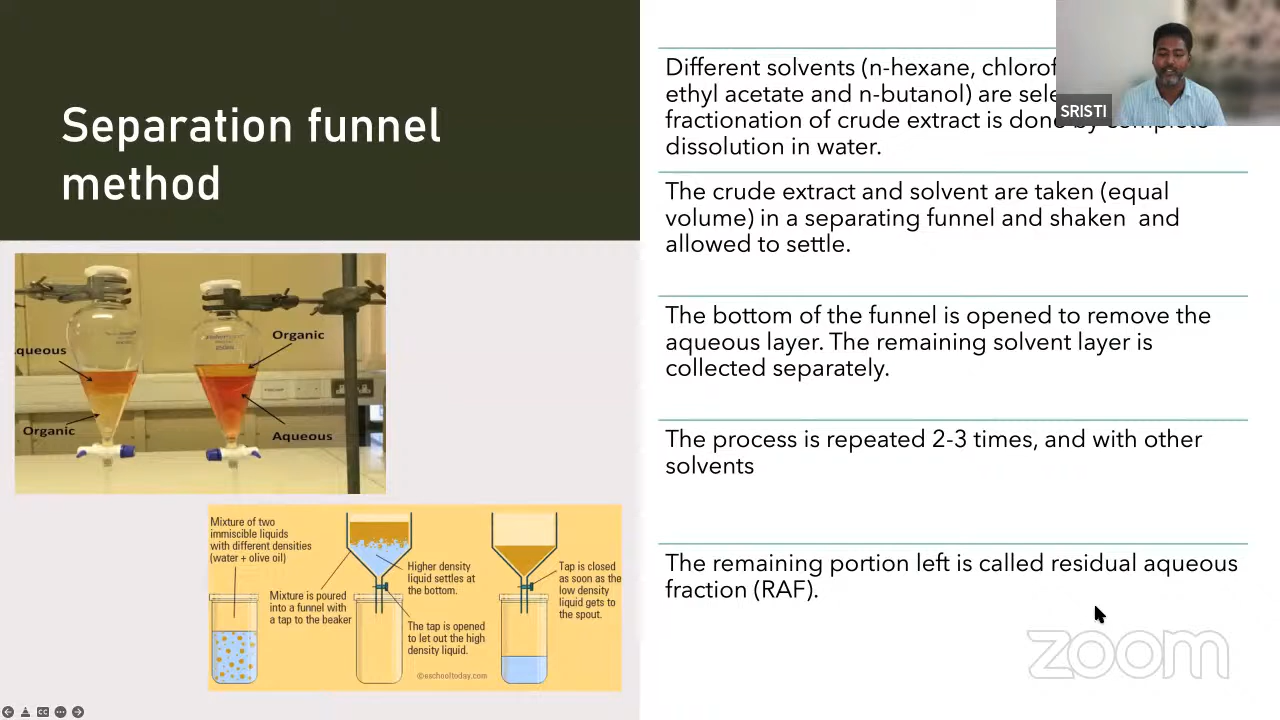 Separation funnel
method
Different solvents (n-hexane, chlorof
ethyl acetate and n-butanol) are sele
fractionation of crude extract is done by complete
dissolution in water.
The crude extract and solvent are taken (equal
volume) in a separating funnel and shaken and
allowed to settle.
The bottom of the funnel is opened to remove the
aqueous layer. The remaining solvent layer is
collected separately.
The process is repeated 2-3 times, and with other
solvents
The remaining portion left is called residual aqueous
fraction (RAF).
SRISTI
queous
Organic
Organic
Aqueous
Mixture of two
immiscible liquids
with different densities
(water + olive oil)
Mixture is poured
into a funnel with
a tap to the beaker
Higher density
liquid settles at
the bottom.
The tap is opened
to let out the high
density liquid.
Tap is closed
as soon as the
low density
liquid gets to
the spout.
©eschooltoday.com
zoom